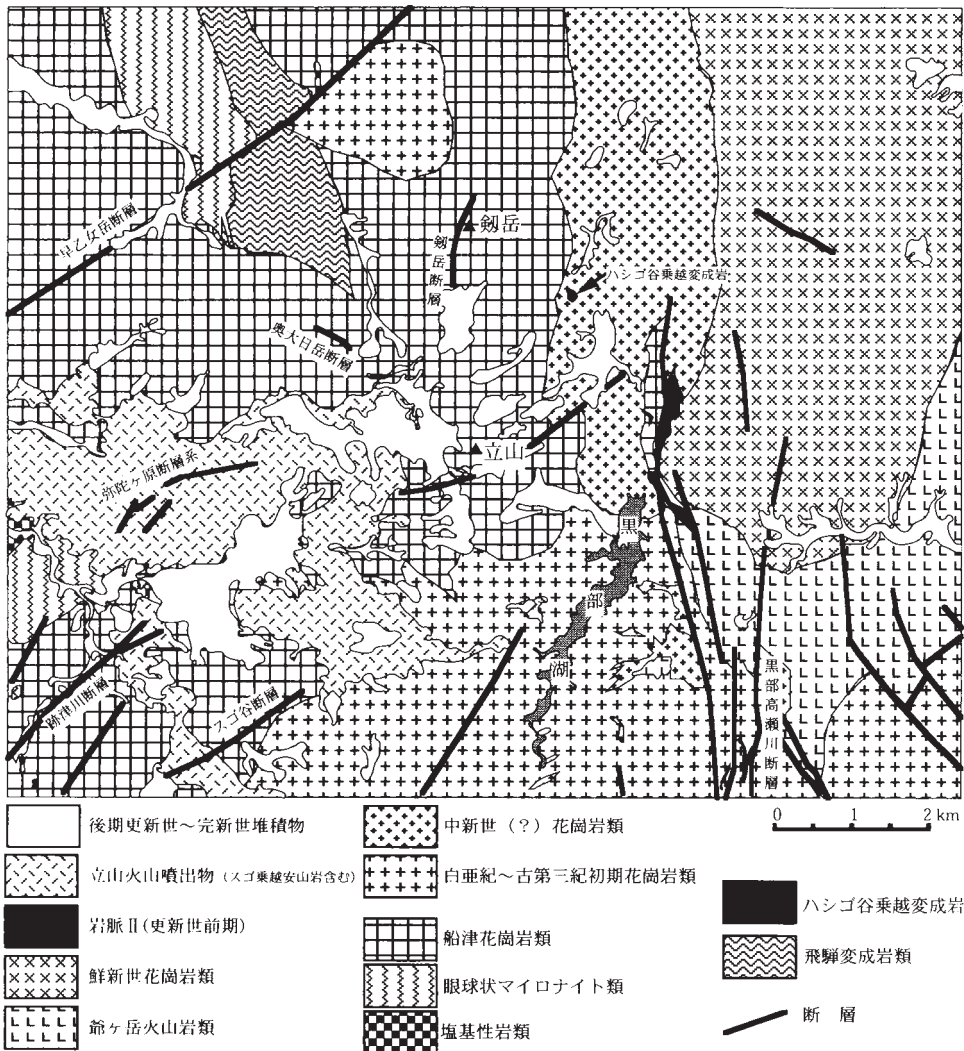 早乙女岳断層
剱岳
剱岳断層
ハシゴ谷乗越変成岩
奥大日岳断層
立山
弥陀ヶ原断層系
黒部湖
跡津川断層
スゴ谷断層
黒部高瀬川断層
0 1 2 km
後期更新世〜完新世堆積物
立山火山噴出物(スゴ乗越安山岩含む)
岩脈Ⅱ(更新世前期)
鮮新世花崗岩類
爺ヶ岳火山岩類
中新世(?)花崗岩類
白亜紀〜古第三紀初期花崗岩類
船津花崗岩類
眼球状マイロナイト類
塩基性岩類
ハシゴ谷乗越変成岩
飛騨変成岩類
断 層